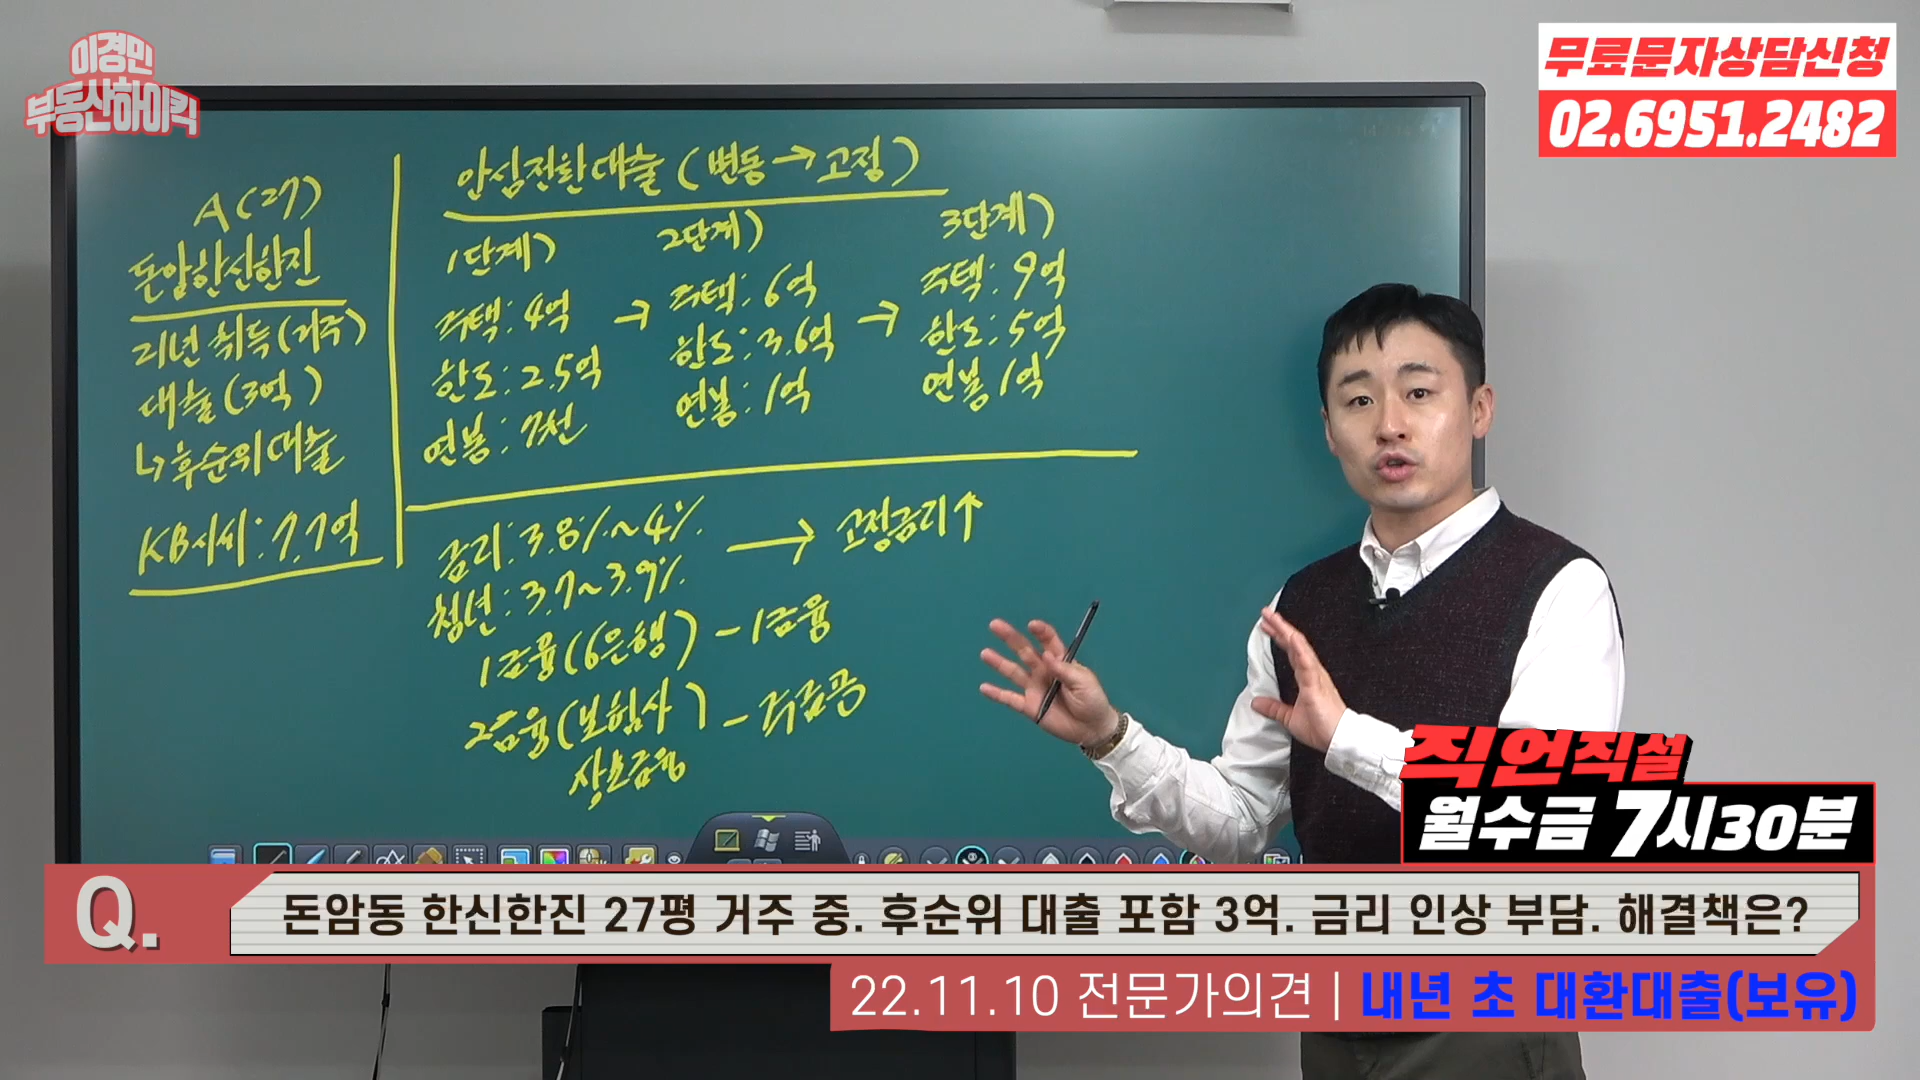 이경민
부동산하이킥
무료문자상담신청
02.6951.2482
A(27)
돈암한신한진
21년 취득(거주)
대출(3억)
↳후순위대출
KB시세:7.7억
안심전환대출(변동→고정)
1단계)
주택:4억
한도:2.5억
연봉:7천
→
2단계)
주택:6억
한도:3.6억
연봉:1억
→
3단계)
주택:9억
한도:5억
연봉 1억
금리:3.8%~4%
청년:3.7~3.9%
→ 고정금리↑
1금융(6은행) - 1금융
2금융(보험사) - 주금공
상호금융
직언직설
월수금 7시30분
Q.
돈암동 한신한진 27평 거주 중. 후순위 대출 포함 3억. 금리 인상 부담. 해결책은?
22.11.10 전문가의견 | 내년 초 대환대출(보유)